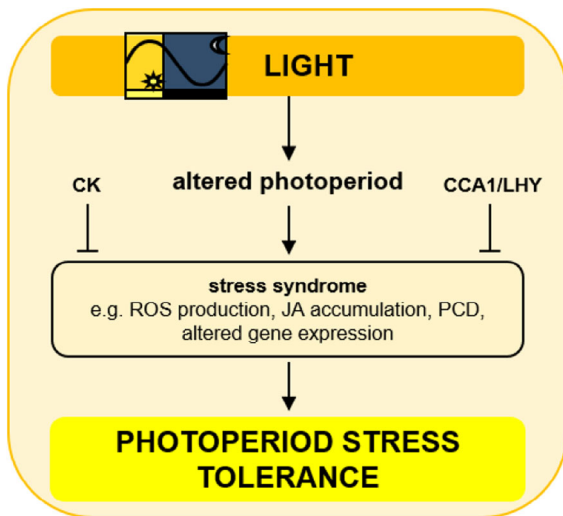 LIGHT
altered photoperiod
CK
CCA1/LHY
stress syndrome
e.g. ROS production, JA accumulation, PCD,
altered gene expression
PHOTOPERIOD STRESS
TOLERANCE